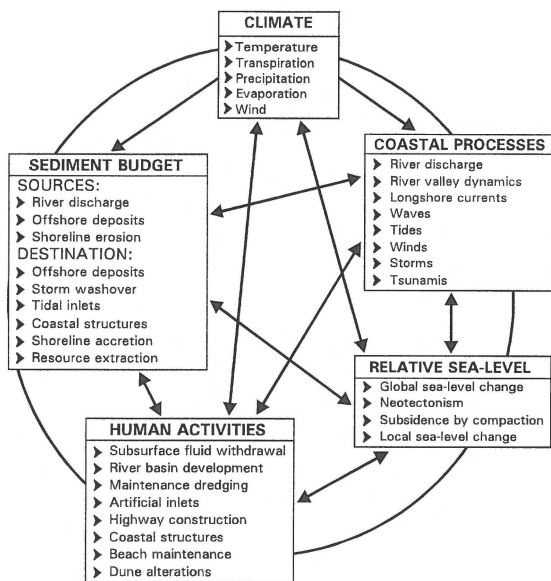 CLIMATE
Temperature
Transpiration
Precipitation
Evaporation
Wind
COASTAL PROCESSES
River discharge
River valley dynamics
Longshore currents
Waves
Tides
Winds
Storms
Tsunamis
SEDIMENT BUDGET
SOURCES:
River discharge
Offshore deposits
Shoreline erosion
DESTINATION:
Offshore deposits
Storm washover
Tidal inlets
Coastal structures
Shoreline accretion
Resource extraction
RELATIVE SEA-LEVEL
Global sea-level change
Neotectonism
Subsidence by compaction
Local sea-level change
HUMAN ACTIVITIES
Subsurface fluid withdrawal
River basin development
Maintenance dredging
Artificial inlets
Highway construction
Coastal structures
Beach maintenance
Dune alterations